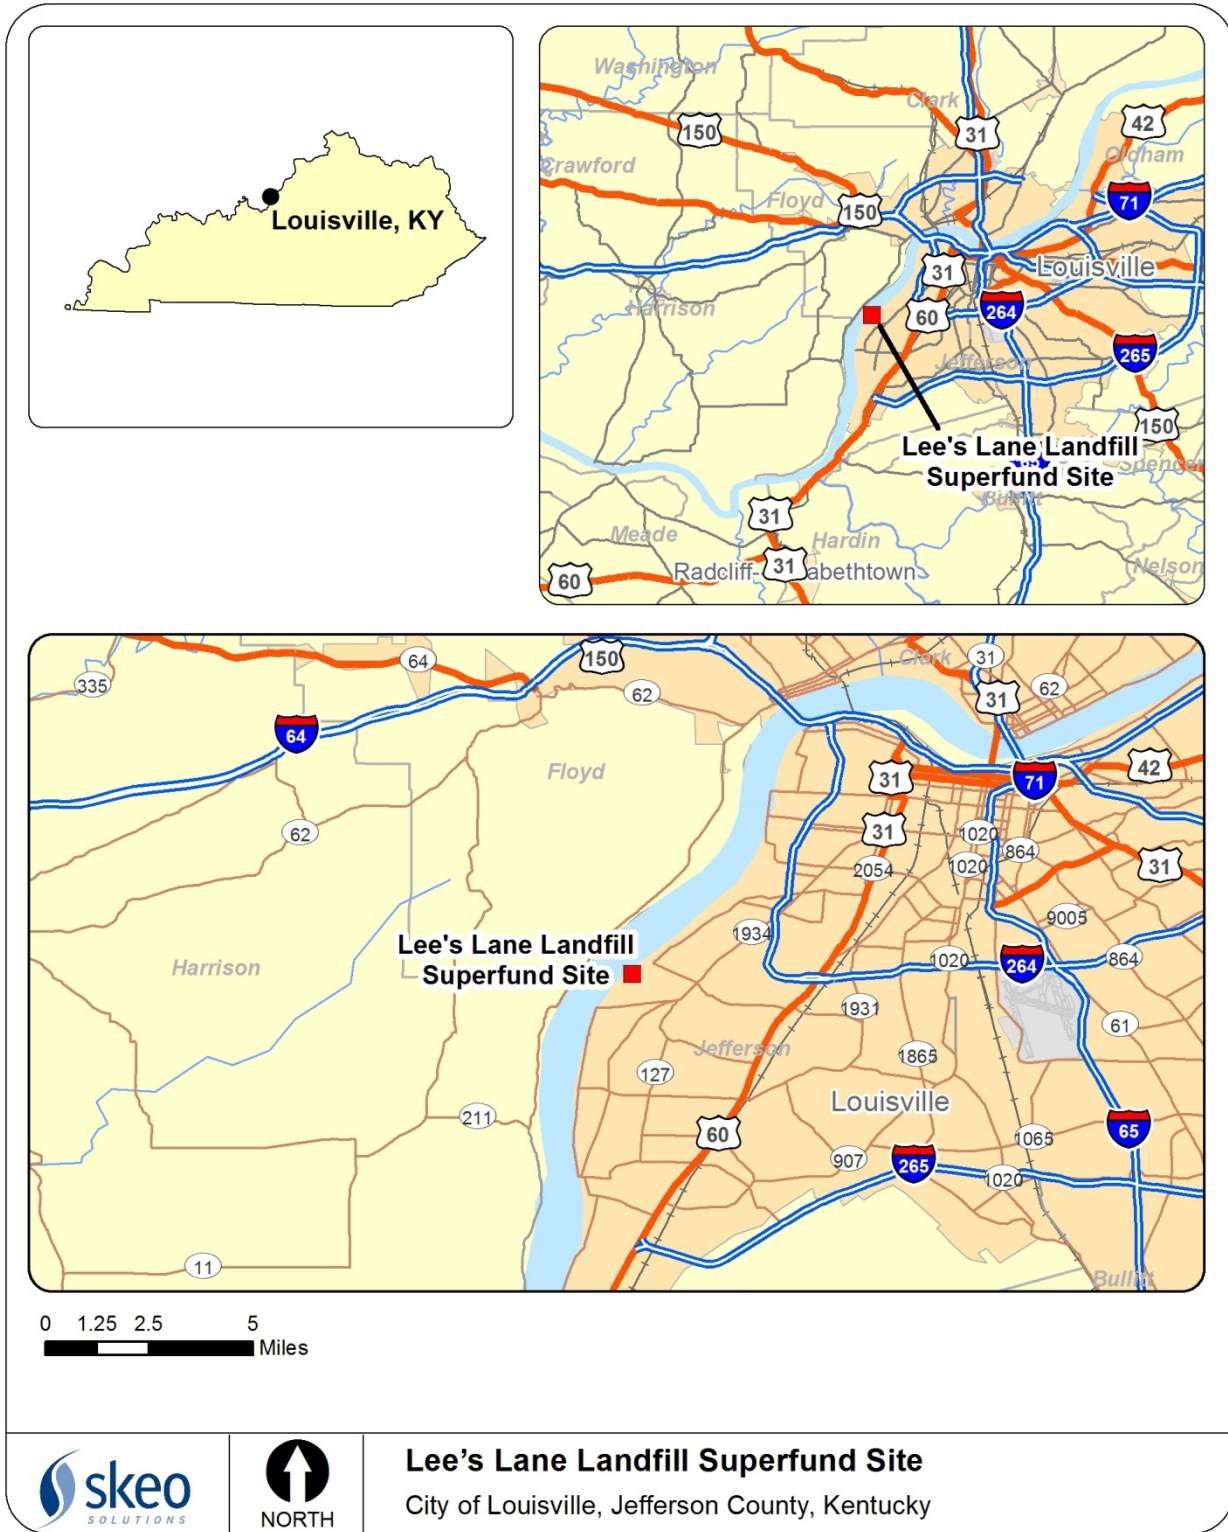 Louisville, KY
Washington
Clark
150
31
42
Oldham
Crawford
Floyd
71
150
31
Louisville
Harrison
60
264
265
Jefferson
150
Lee's Lane Landfill
Superfund Site
Spencer
Bullitt
31
Meade
Hardin
31
Radcliff-
abethtown
60
Nelson
150
Clark
31
335
64
62
31
62
64
Floyd
31
71
42
62
31
1020
864
31
2054
1020
1934
9005
Lee's Lane Landfill
Superfund Site
Harrison
1020
264
864
1931
61
Jefferson
1865
127
Louisville
211
60
1065
65
907
265
1020
11
Bullitt
0 1.25 2.5 5
Miles
skeo
SOLUTIONS
NORTH
Lee’s Lane Landfill Superfund Site
City of Louisville, Jefferson County, Kentucky